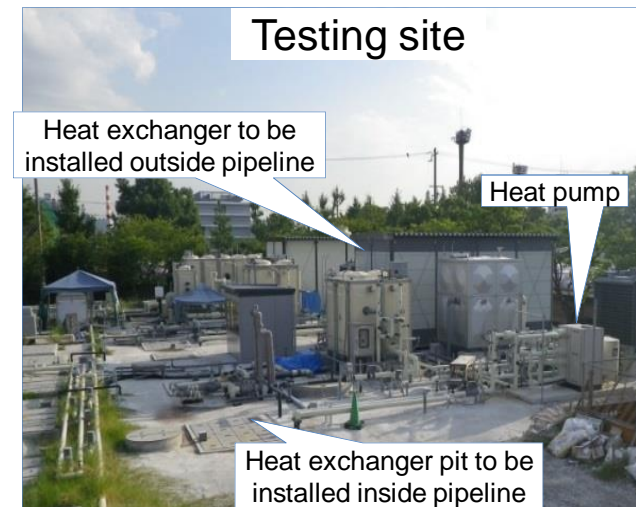 Testing site
Heat exchanger to be
installed outside pipeline
Heat pump
Heat exchanger pit to be
installed inside pipeline